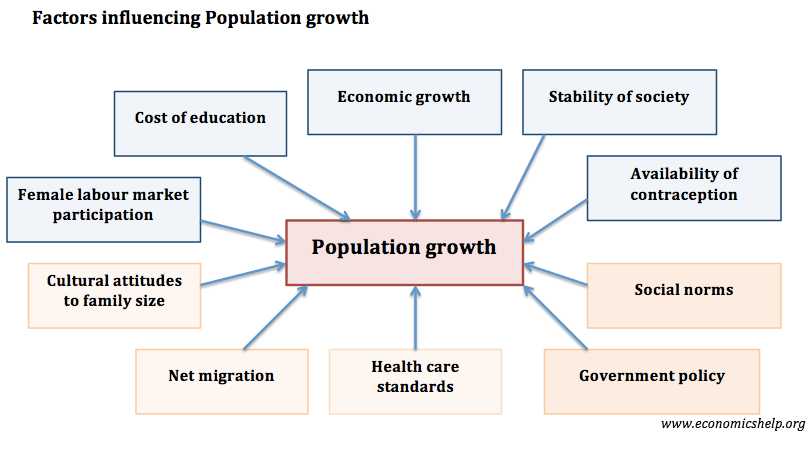 Factors influencing Population growth
Economic growth
Stability of society
Cost of education
Availability of
contraception
Female labour market
participation
Population growth
Cultural attitudes
to family size
Social norms
Net migration
Health care
standards
Government policy
www.economicshelp.org